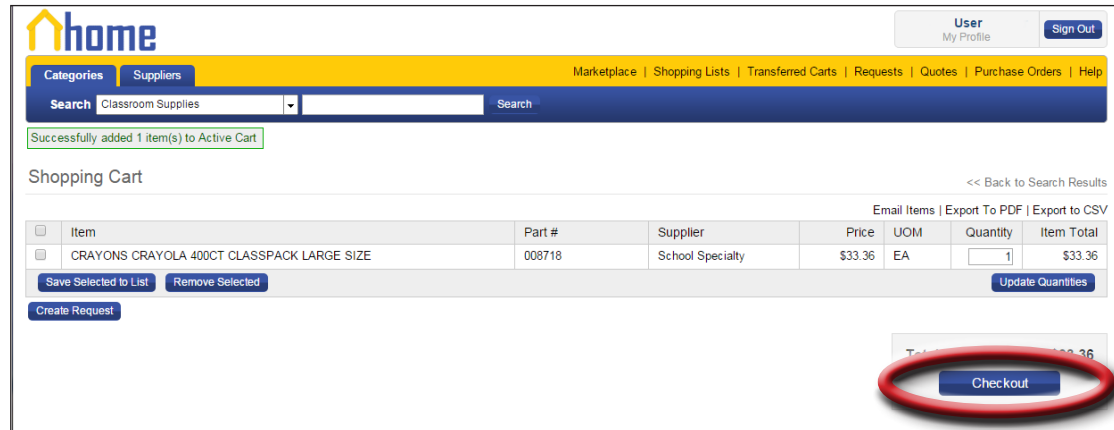 home
User
My Profile
Sign Out
Categories Suppliers
Marketplace | Shopping Lists | Transferred Carts | Requests | Quotes | Purchase Orders | Help
Search Classroom Supplies Search
Successfully added 1 item(s) to Active Cart
Shopping Cart
<< Back to Search Results
Email Items | Export To PDF | Export to CSV
Item Part # Supplier Price UOM Quantity Item Total
CRAYONS CRAYOLA 400CT CLASSPACK LARGE SIZE 008718 School Specialty $33.36 EA 1 $33.36
Save Selected to List Remove Selected Update Quantities
Create Request
Checkout